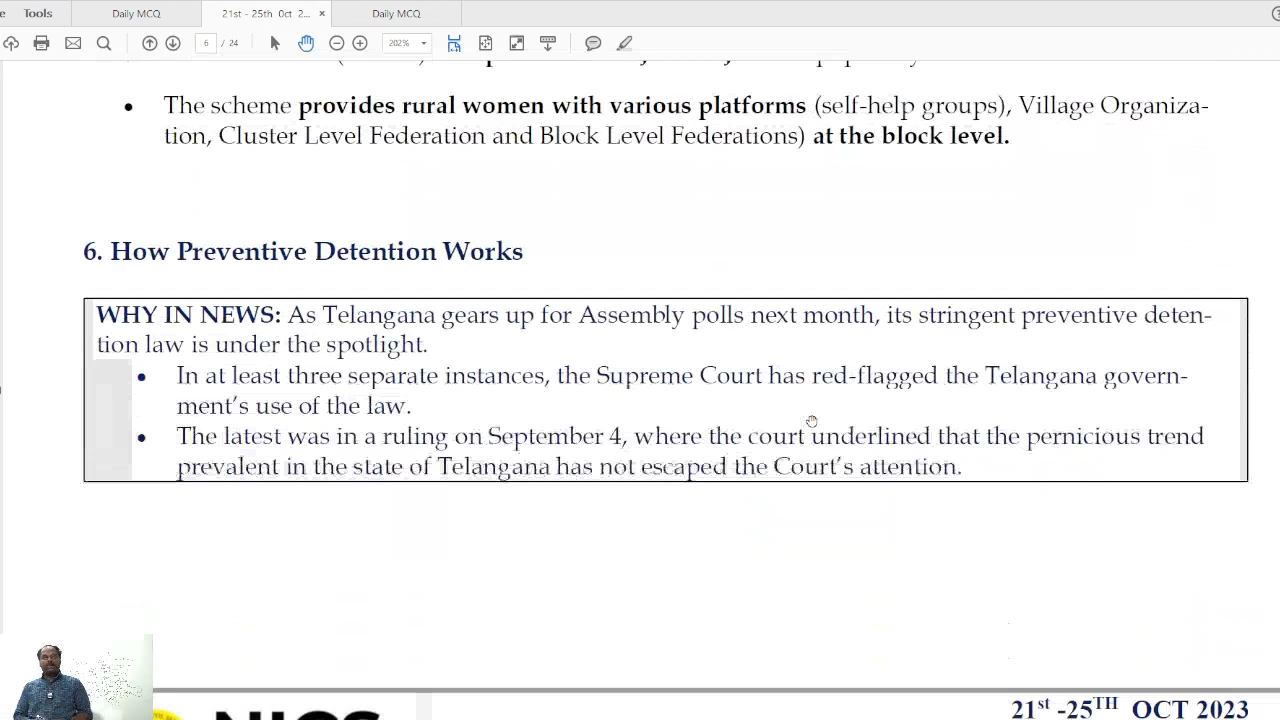 e Tools Daily MCQ 21st - 25th Oct 2... × Daily MCQ
6 / 24 202%
• The scheme provides rural women with various platforms (self-help groups), Village Organiza-
tion, Cluster Level Federation and Block Level Federations) at the block level.
6. How Preventive Detention Works
WHY IN NEWS: As Telangana gears up for Assembly polls next month, its stringent preventive deten-
tion law is under the spotlight.
• In at least three separate instances, the Supreme Court has red-flagged the Telangana govern-
ment's use of the law.
• The latest was in a ruling on September 4, where the court underlined that the pernicious trend
prevalent in the state of Telangana has not escaped the Court's attention.
21st -25TH OCT 2023